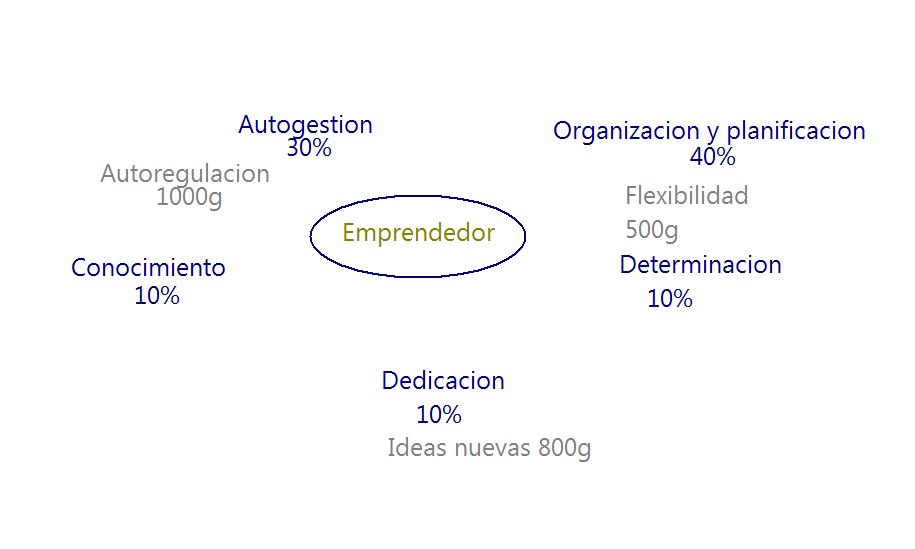 Autogestion
30%
Organizacion y planificacion
40%
Autoregulacion
1000g
Flexibilidad
500g
Emprendedor
Conocimiento
10%
Determinacion
10%
Dedicacion
10%
Ideas nuevas 800g